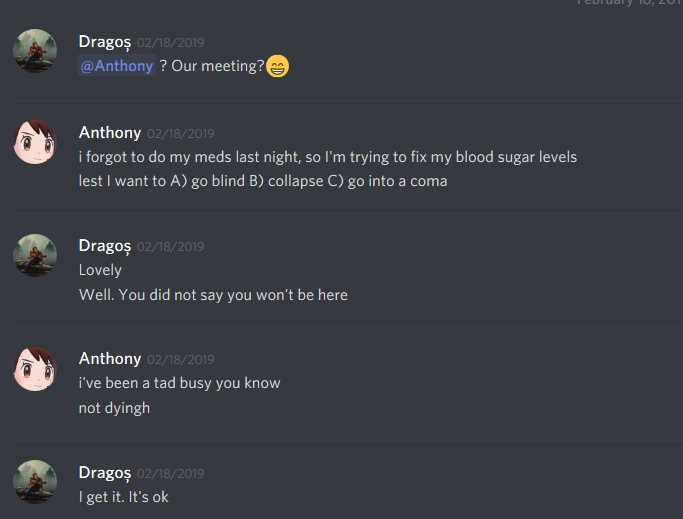 February 18, 201
Dragoș 02/18/2019
@Anthony ? Our meeting?😁
Anthony 02/18/2019
i forgot to do my meds last night, so I'm trying to fix my blood sugar levels
lest I want to A) go blind B) collapse C) go into a coma
Dragoș 02/18/2019
Lovely
Well. You did not say you won't be here
Anthony 02/18/2019
i've been a tad busy you know
not dyingh
Dragoș 02/18/2019
I get it. It's ok